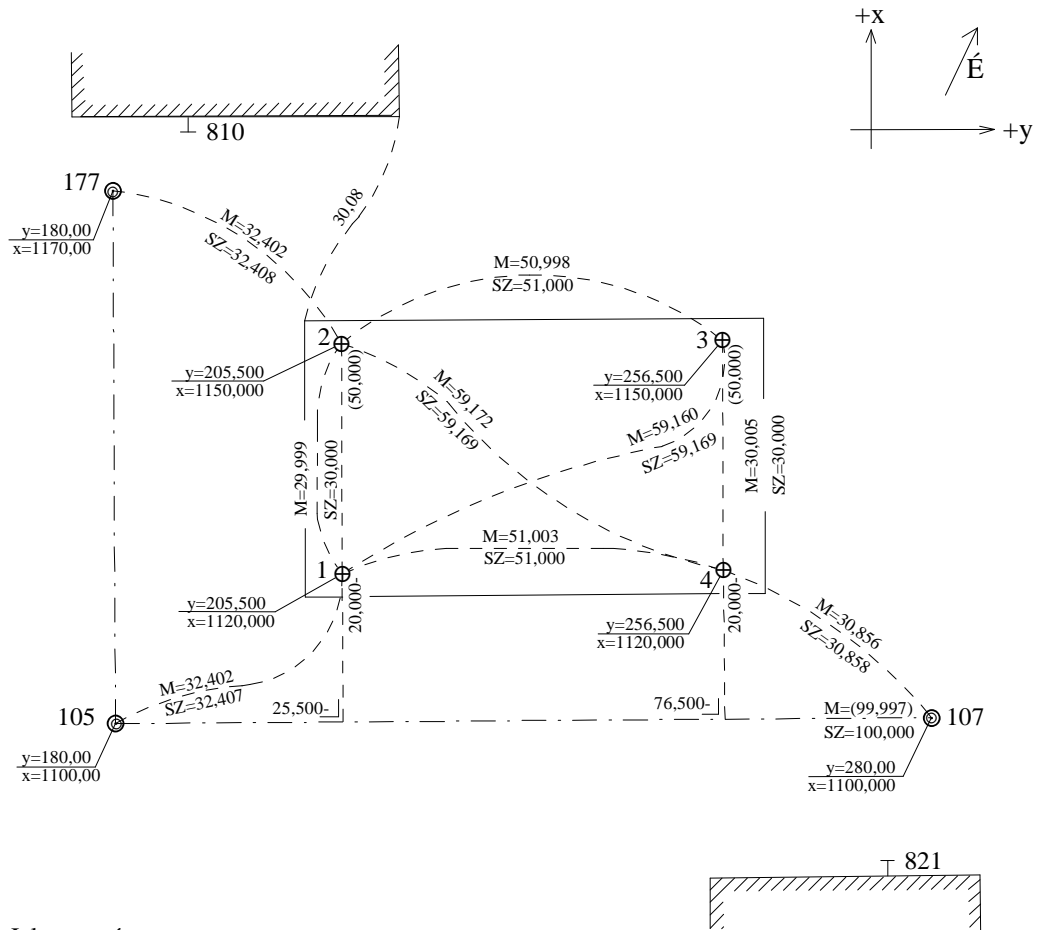 +x
É
+y
810
177
y=180,00
x=1170,00
M=32,402
SZ=32,408
30,08
M=50,998
SZ=51,000
2
3
y=205,500
x=1150,000
(50,000)
y=256,500
x=1150,000
(50,000)
M=59,172
SZ=59,169
M=59,160
SZ=59,169
M=29,999
SZ=30,000
M=30,005
SZ=30,000
1
M=51,003
SZ=51,000
4
y=205,500
x=1120,000
20,000-
y=256,500
x=1120,000
20,000-
M=30,856
SZ=30,858
M=32,402
SZ=32,407
105
25,500-
76,500-
M=(99,997)
SZ=100,000
107
y=180,00
x=1100,00
y=280,00
x=1100,000
821